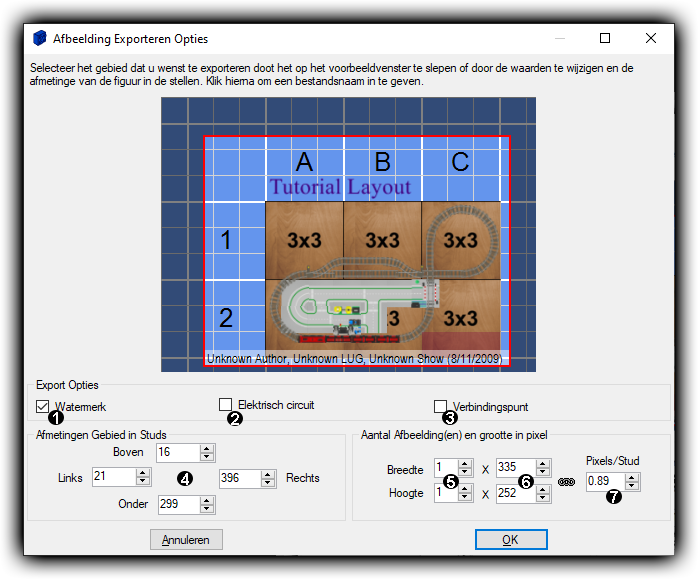 Afbeelding Exporteren Opties
Selecteer het gebied dat u wenst te exporteren doot het op het voorbeeldvenster te slepen of door de waarden te wijzigen en de
afmetinge van de figuur in de stellen. Klik hierna om een bestandsnaam in te geven.
A B C
Tutorial Layout
1 3x3 3x3 3x3
2 3 3x3
Unknown Author, Unknown LUG, Unknown Show (8/11/2009)
Export Opties
Watermerk Elektrisch circuit Verbindingspunt
1 2 3
Afmetingen Gebied in Studs Aantal Afbeelding(en) en grootte in pixel
Boven 16
Links 21 4 396 Rechts
Onder 299
Breedte 1 X 335 Pixels/Stud
5 6 0.89
Hoogte 1 X 252 7
Annuleren OK